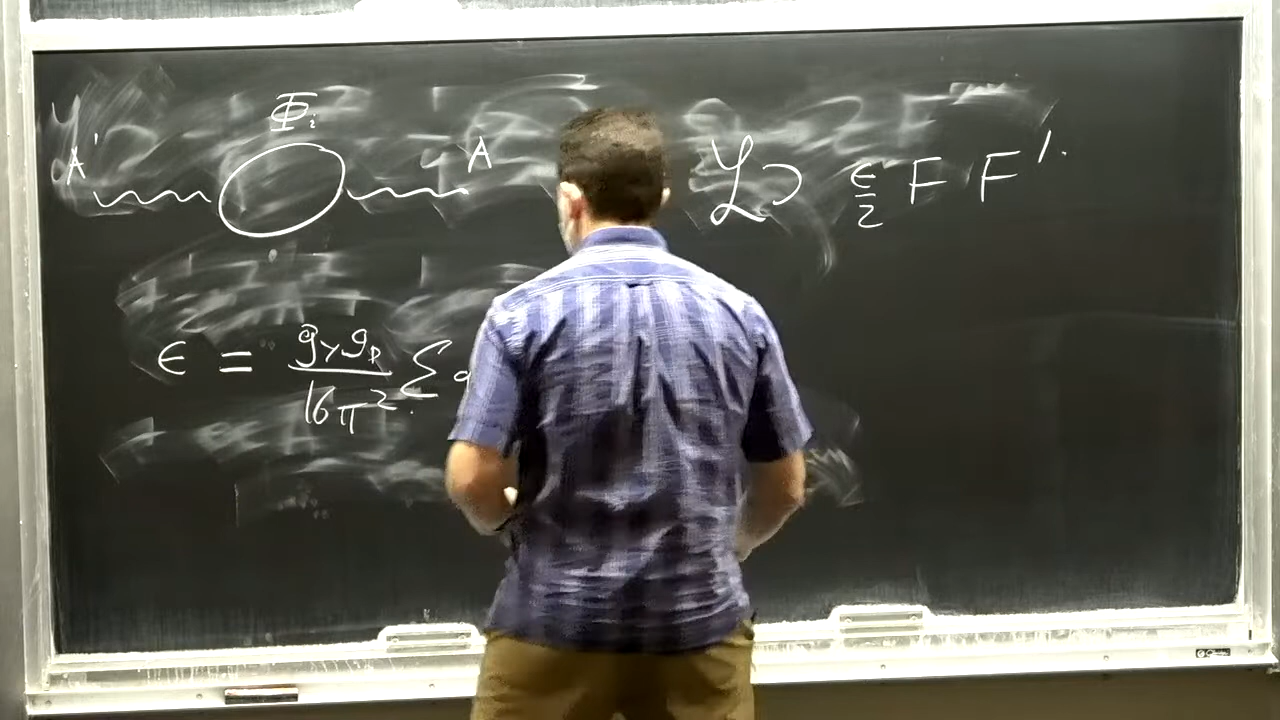 Φᵢ
A' A ℒ ⊃ ϵ/2 F F'
ϵ = g_Y g_D / 16π² Σ q